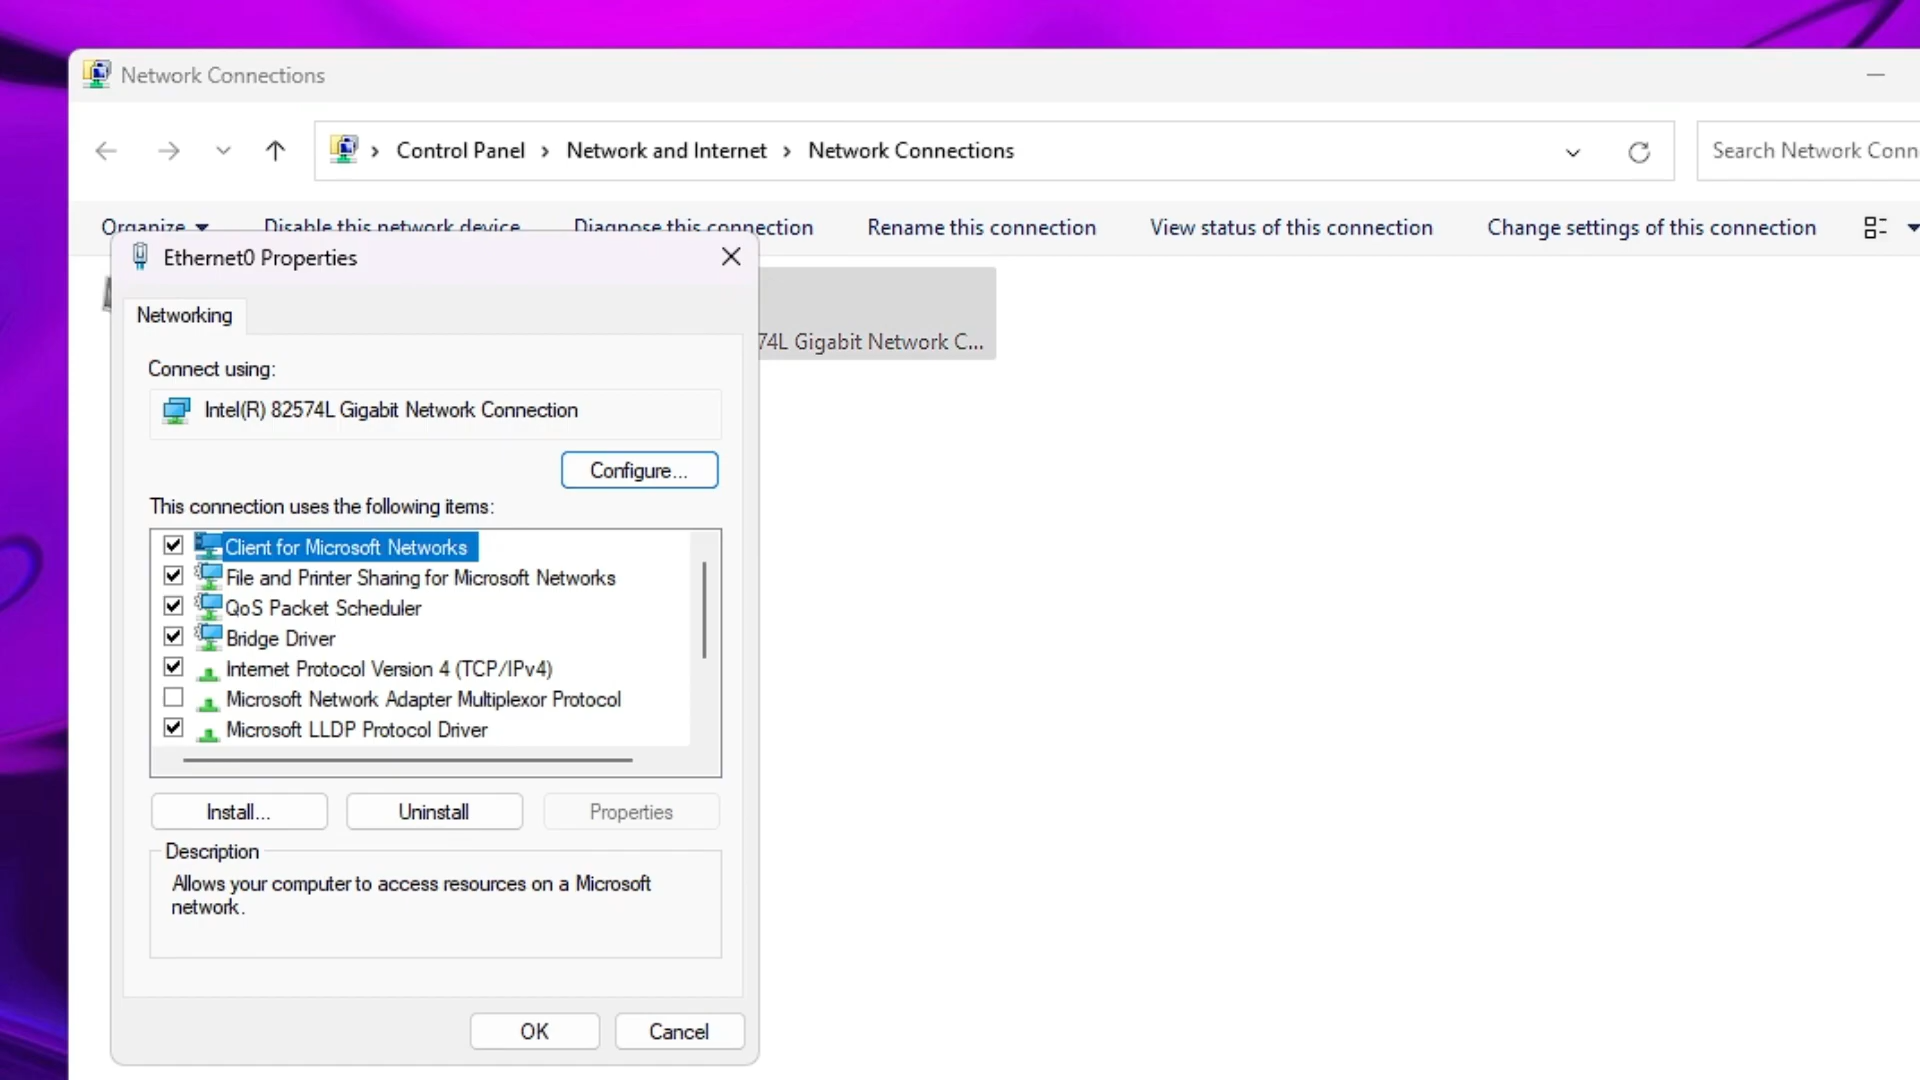 Network Connections
Control Panel Network and Internet Network Connections
Search Network Conn
Organize Disable this network device Diagnose this connection Rename this connection View status of this connection Change settings of this connection
Ethernet0 Properties
74L Gigabit Network C...
Networking
Connect using:
Intel(R) 82574L Gigabit Network Connection
Configure...
This connection uses the following items:
Client for Microsoft Networks
File and Printer Sharing for Microsoft Networks
QoS Packet Scheduler
Bridge Driver
Internet Protocol Version 4 (TCP/IPv4)
Microsoft Network Adapter Multiplexor Protocol
Microsoft LLDP Protocol Driver
Install... Uninstall Properties
Description
Allows your computer to access resources on a Microsoft
network.
OK Cancel